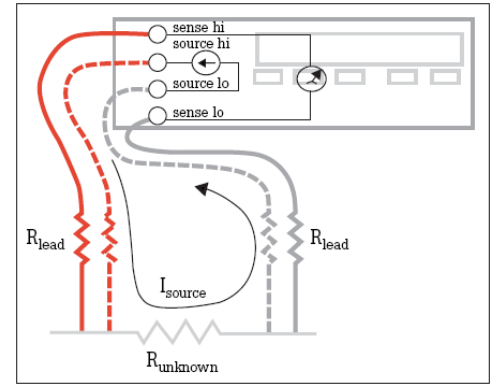 sense hi
source hi
source lo
sense lo
Rlead
Rlead
Isource
Runknown